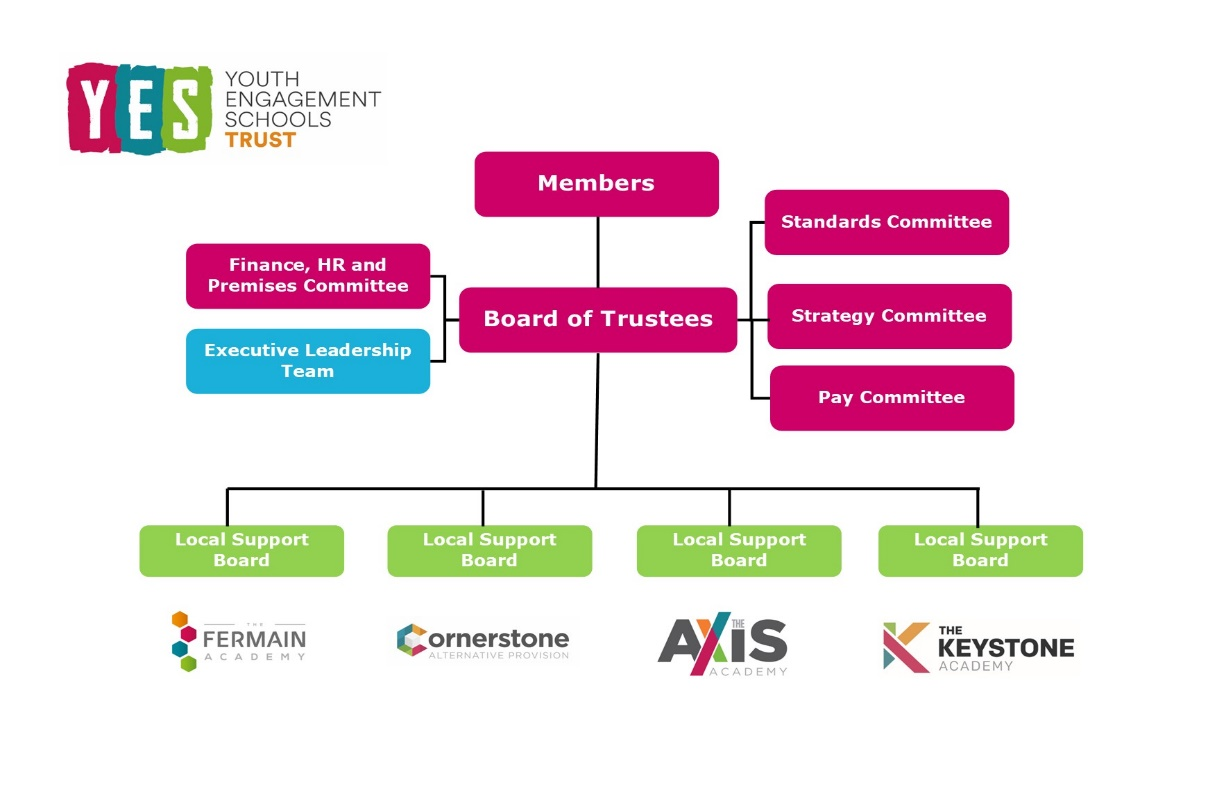 YES
YOUTH
ENGAGEMENT
SCHOOLS
TRUST
Members
Standards Committee
Finance, HR and
Premises Committee
Board of Trustees
Strategy Committee
Executive Leadership
Team
Pay Committee
Local Support
Board
Local Support
Board
Local Support
Board
Local Support
Board
THE
FERMAIN
ACADEMY
Cornerstone
ALTERNATIVE PROVISION
THE
AXiS
ACADEMY
THE
KEYSTONE
ACADEMY